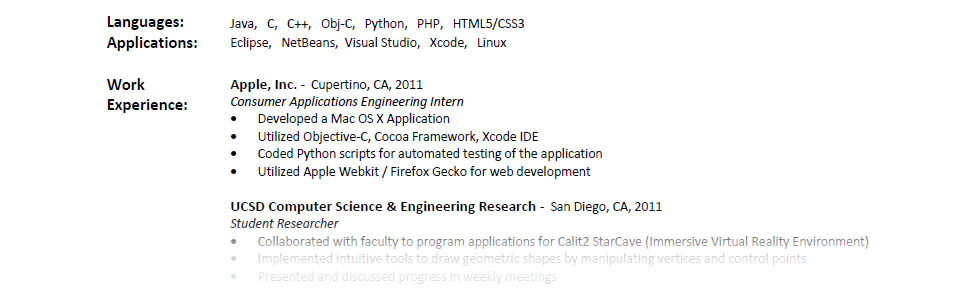 Languages: Java, C, C++, Obj-C, Python, PHP, HTML5/CSS3
Applications: Eclipse, NetBeans, Visual Studio, Xcode, Linux
Work Experience:
Apple, Inc. - Cupertino, CA, 2011
Consumer Applications Engineering Intern
• Developed a Mac OS X Application
• Utilized Objective-C, Cocoa Framework, Xcode IDE
• Coded Python scripts for automated testing of the application
• Utilized Apple Webkit / Firefox Gecko for web development
UCSD Computer Science & Engineering Research - San Diego, CA, 2011
Student Researcher
• Collaborated with faculty to program applications for Calit2 StarCave (Immersive Virtual Reality Environment)
• Implemented intuitive tools to draw geometric shapes by manipulating vertices and control points
• Presented and discussed progress in weekly meetings